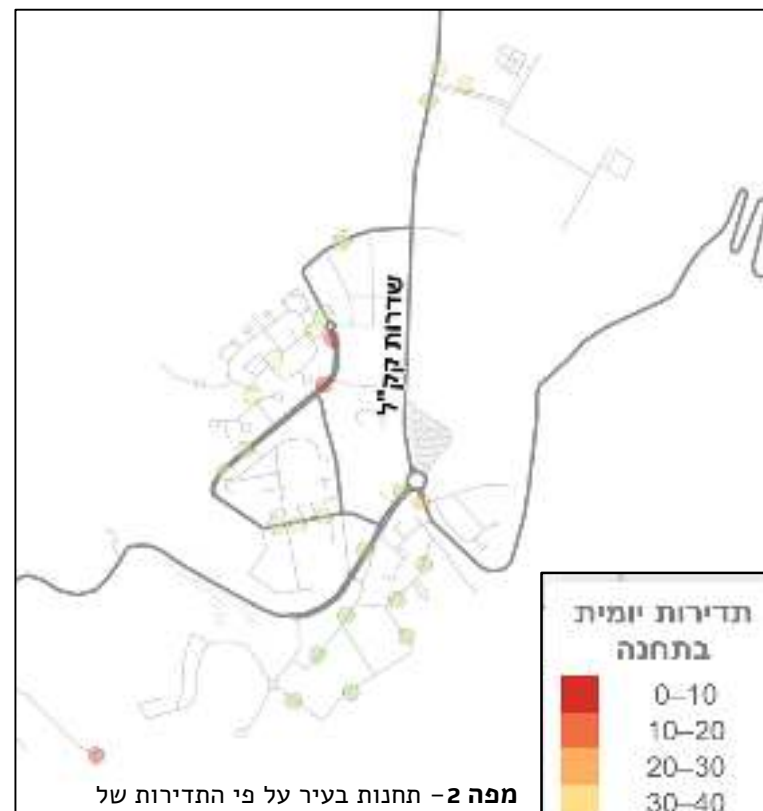 שדרות קק"ל
תדירות יומית
בתחנה
0–10
10–20
20–30
30–40
מפה 2– תחנות בעיר על פי התדירות של